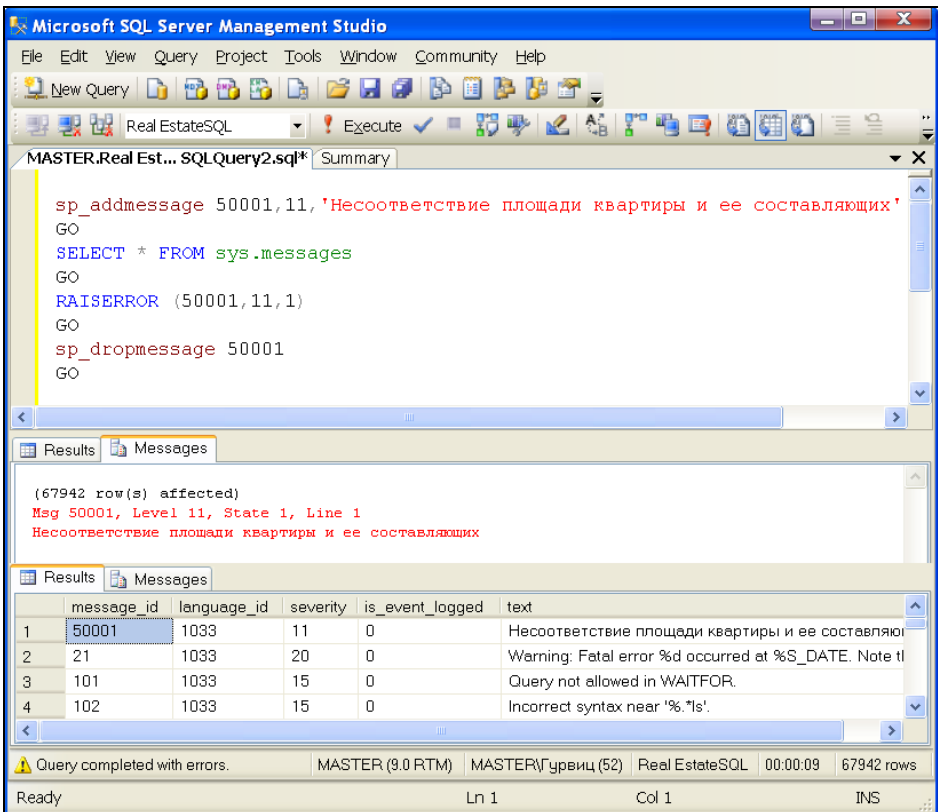 Microsoft SQL Server Management Studio
File Edit View Query Project Tools Window Community Help
New Query
Real EstateSQL Execute
MASTER.Real Est... SQLQuery2.sql* Summary
sp_addmessage 50001,11,'Несоответствие площади квартиры и ее составляющих'
GO
SELECT * FROM sys.messages
GO
RAISERROR (50001,11,1)
GO
sp_dropmessage 50001
GO
Results Messages
(67942 row(s) affected)
Msg 50001, Level 11, State 1, Line 1
Несоответствие площади квартиры и ее составляющих
Results Messages
message_id language_id severity is_event_logged text
1 50001 1033 11 0 Несоответствие площади квартиры и ее составляю
2 21 1033 20 0 Warning: Fatal error %d occurred at %S_DATE. Note t
3 101 1033 15 0 Query not allowed in WAITFOR.
4 102 1033 15 0 Incorrect syntax near '%.*ls'.
Query completed with errors. MASTER (9.0 RTM) MASTER\Гурвиц (52) Real EstateSQL 00:00:09 67942 rows
Ready Ln 1 Col 1 INS